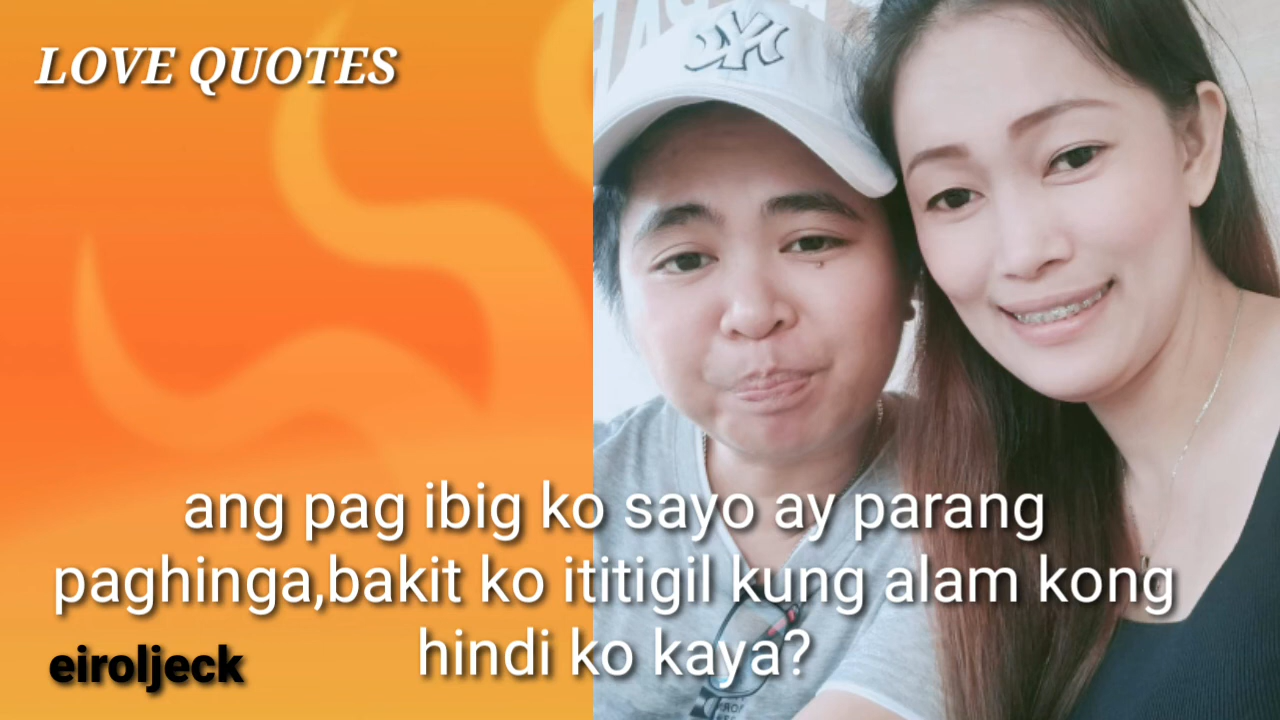 LOVE QUOTES
ang pag ibig ko sayo ay parang
paghinga,bakit ko ititigil kung alam kong
hindi ko kaya?
eiroljeck